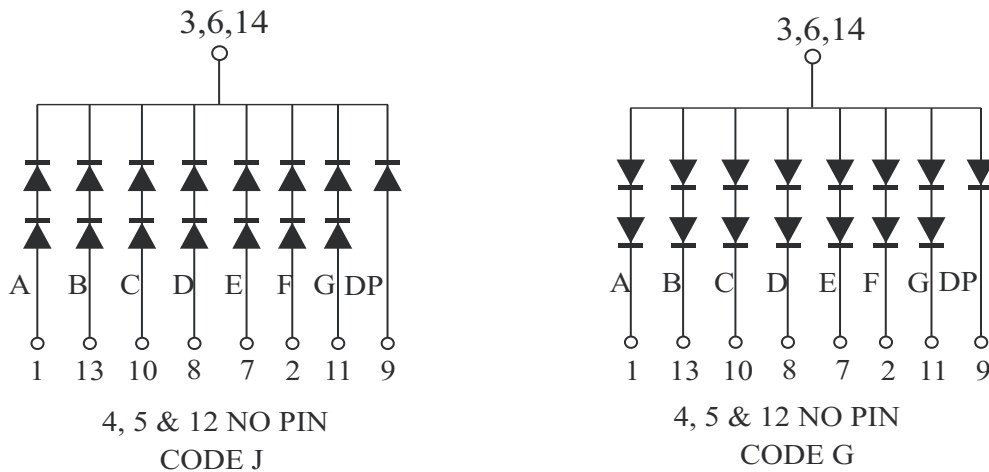 3,6,14
A B C D E F G DP
1 13 10 8 7 2 11 9
4, 5 & 12 NO PIN
CODE J
3,6,14
A B C D E F G DP
1 13 10 8 7 2 11 9
4, 5 & 12 NO PIN
CODE G